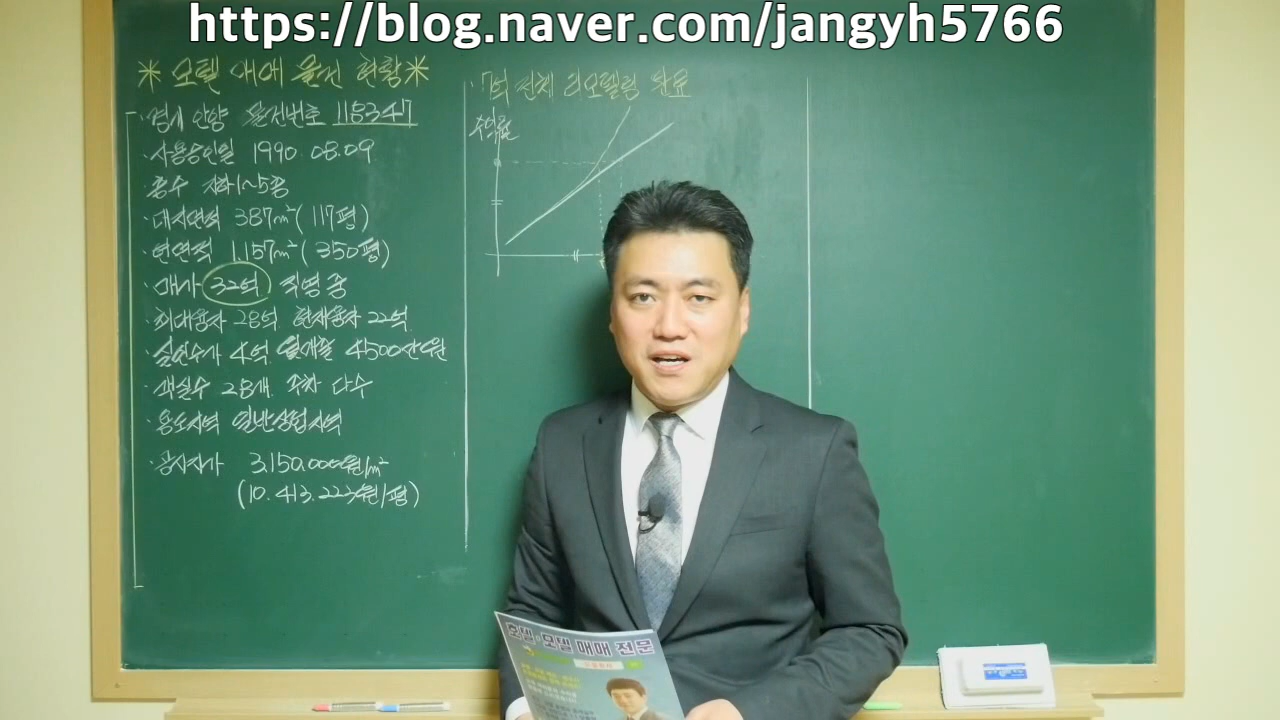 https://blog.naver.com/jangyh5766
*모텔 매매 물건 현황*
·경기 안양 물건번호 118347
·사용승인일 1990.08.09
·층수 지하1~5층
·대지면적 387m²(117평)
·연면적 1,157m²(350평)
·매가 32억 직영 중
·최대융자 28억 현재융자 22억
·실인수가 4억 월매출 4500만원
·객실수 28개. 주차 다수
·용도지역 일반상업지역
·공시지가 3,150,000원/m²
(10.413.223원/평)
·7억 전체 리모델링 완료
수익률
호텔·모텔 매매 전문